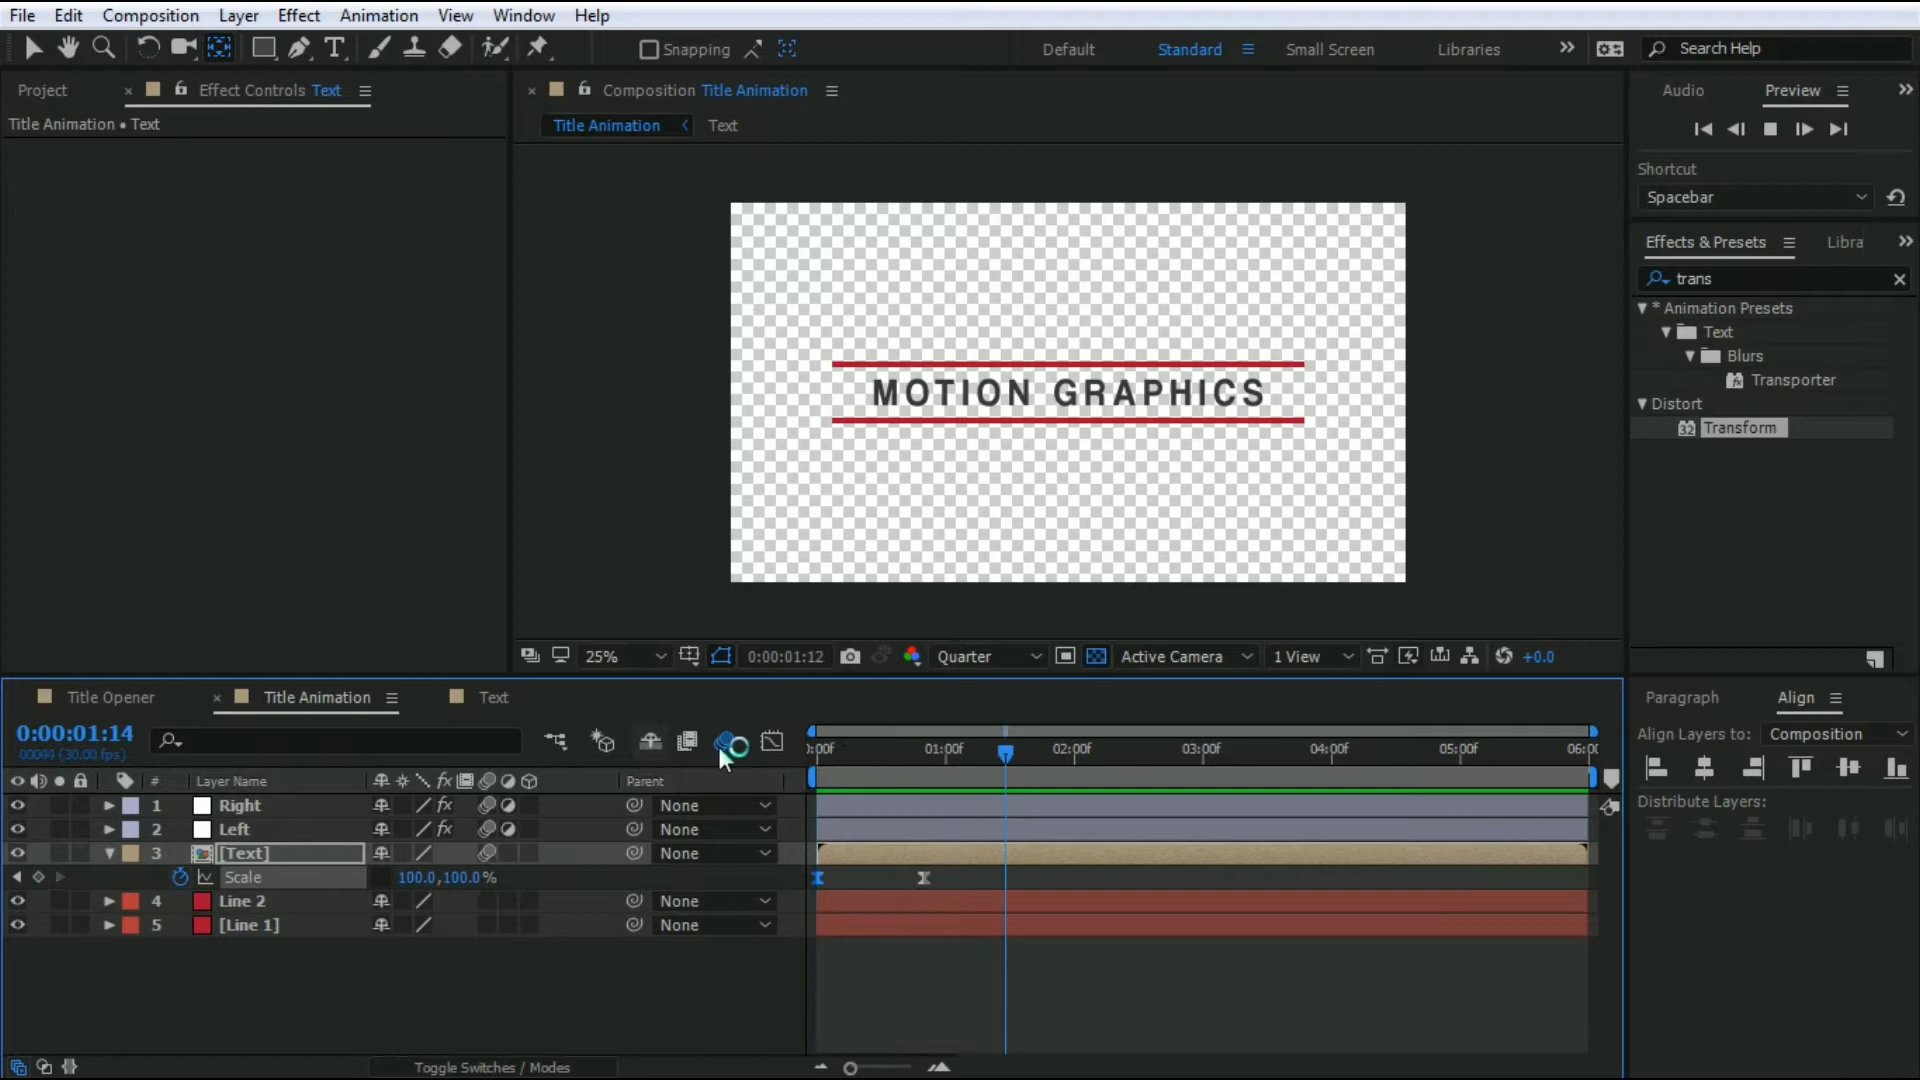 File Edit Composition Layer Effect Animation View Window Help
Snapping Default Standard Small Screen Libraries Search Help
Project Effect Controls Text Composition Title Animation Audio Preview
Title Animation • Text
Title Animation Text
Shortcut
Spacebar
Effects & Presets Libra
trans
* Animation Presets
Text
Blurs
Transporter
Distort
32 Transform
MOTION GRAPHICS
25% 0:00:01:12 Quarter Active Camera 1 View +0.0
Title Opener Title Animation Text Paragraph Align
0:00:01:14
00044 (30.00 fps)
Align Layers to: Composition
:00f 01:00f 02:00f 03:00f 04:00f 05:00f 06:00
# Layer Name fx Parent
Distribute Layers:
1 Right fx None
2 Left fx None
3 [Text] None
Scale 100.0,100.0%
4 Line 2 None
5 [Line 1] None
Toggle Switches / Modes